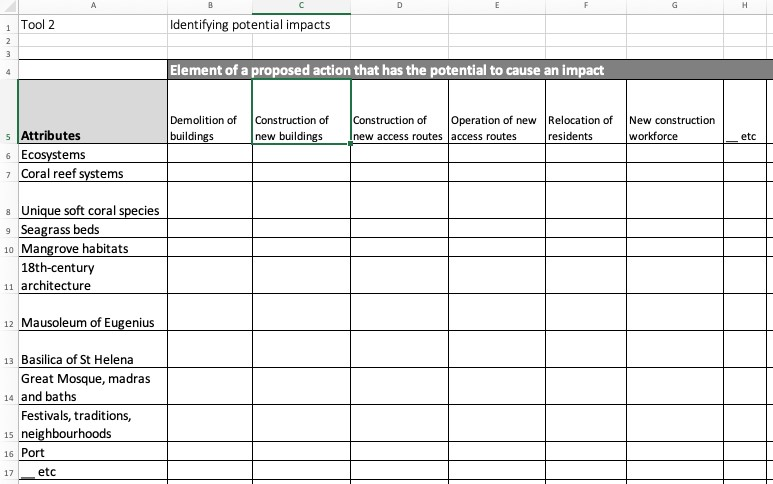 A B C D E F G H
1 Tool 2 Identifying potential impacts
2
3
4 Element of a proposed action that has the potential to cause an impact
5 Attributes Demolition of buildings Construction of new buildings Construction of new access routes Operation of new access routes Relocation of residents New construction workforce __ etc
6 Ecosystems
7 Coral reef systems
8 Unique soft coral species
9 Seagrass beds
10 Mangrove habitats
11 18th-century architecture
12 Mausoleum of Eugenius
13 Basilica of St Helena
14 Great Mosque, madras and baths
15 Festivals, traditions, neighbourhoods
16 Port
17 __ etc